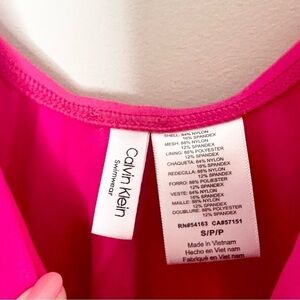 Calvin Klein
Swimwear
SHELL: 84% NYLON
16% SPANDEX
MESH: 88% NYLON
12% SPANDEX
LINING: 88% POLYESTER
12% SPANDEX
CHAQUETA: 84% NYLON
16% SPANDEX
REDECILLA: 88% NYLON
12% SPANDEX
FORRO: 88% POLYESTER
12% SPANDEX
VESTE: 84% NYLON
16% SPANDEX
MAILLE: 88% NYLON
12% SPANDEX
DOUBLURE: 88% POLYESTER
12% SPANDEX
RN#54163 CA#57151
S/P/P
Made in Vietnam
Hecho en Viet nam
Fabriqué en Viet nam